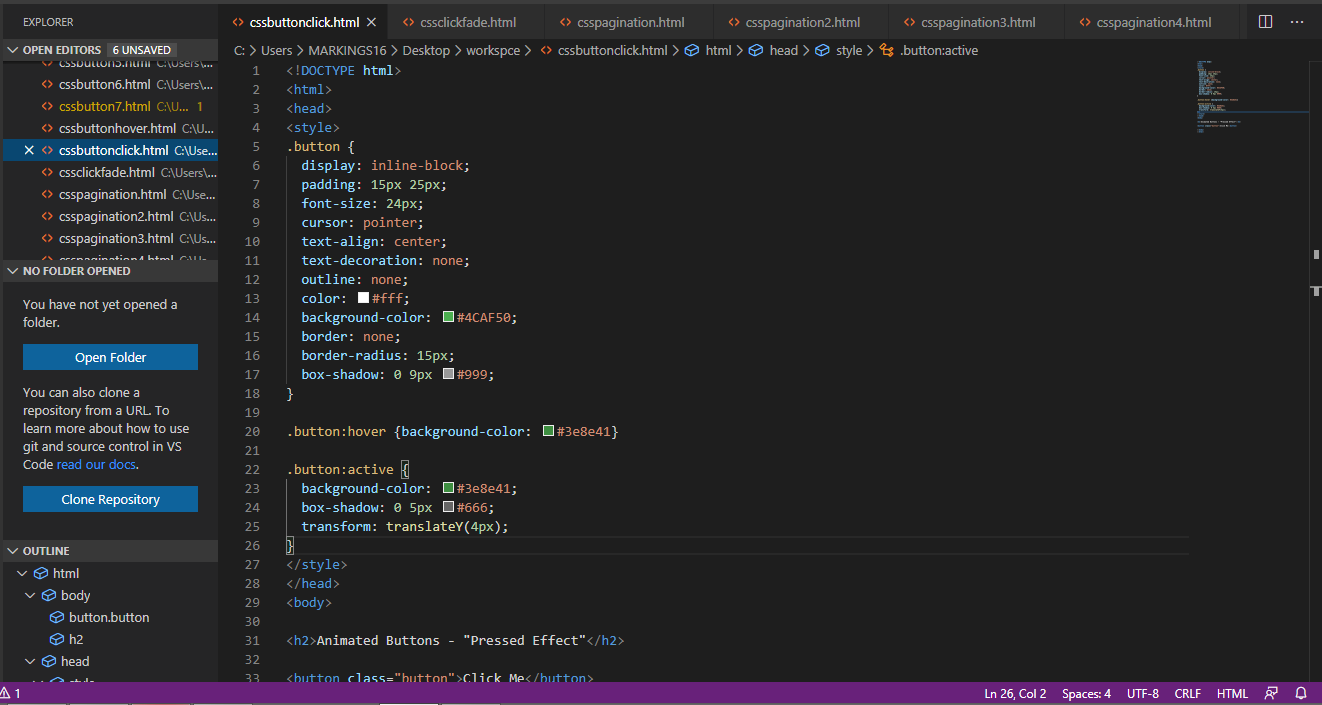 EXPLORER
OPEN EDITORS 6 UNSAVED
cssbutton5.html C:\Users\...
cssbutton6.html C:\Users\...
cssbutton7.html C:\U... 1
cssbuttonhover.html C:\U...
cssbuttonclick.html C:\Use...
cssclickfade.html C:\Users\...
csspagination.html C:\Use...
csspagination2.html C:\Us...
csspagination3.html C:\Us...
csspagination4.html C:\Us...
NO FOLDER OPENED
You have not yet opened a
folder.
Open Folder
You can also clone a
repository from a URL. To
learn more about how to use
git and source control in VS
Code read our docs.
Clone Repository
OUTLINE
html
body
button.button
h2
head
style
cssbuttonclick.html cssclickfade.html csspagination.html csspagination2.html csspagination3.html csspagination4.html
C: > Users > MARKINGS16 > Desktop > workspce > cssbuttonclick.html > html > head > style > .button:active
1 <!DOCTYPE html>
2 <html>
3 <head>
4 <style>
5 .button {
6 display: inline-block;
7 padding: 15px 25px;
8 font-size: 24px;
9 cursor: pointer;
10 text-align: center;
11 text-decoration: none;
12 outline: none;
13 color: #fff;
14 background-color: #4CAF50;
15 border: none;
16 border-radius: 15px;
17 box-shadow: 0 9px #999;
18 }
19
20 .button:hover {background-color: #3e8e41}
21
22 .button:active {
23 background-color: #3e8e41;
24 box-shadow: 0 5px #666;
25 transform: translateY(4px);
26 }
27 </style>
28 </head>
29 <body>
30
31 <h2>Animated Buttons - "Pressed Effect"</h2>
32
33 <button class="button">Click Me</button>
1 Ln 26, Col 2 Spaces: 4 UTF-8 CRLF HTML